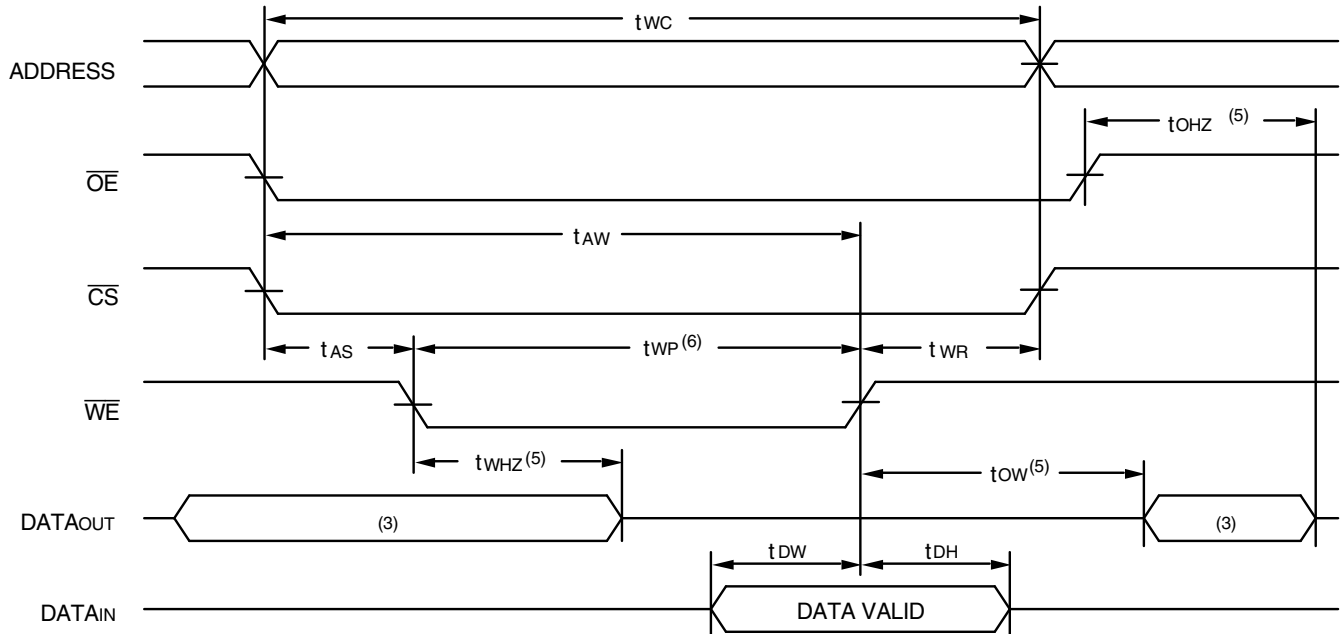 tWC
ADDRESS
tOHZ (5)
OE
tAW
CS
tAS
tWP(6)
tWR
WE
tWHZ(5)
tOW(5)
DATAOUT
(3)
(3)
tDW
tDH
DATAIN
DATA VALID